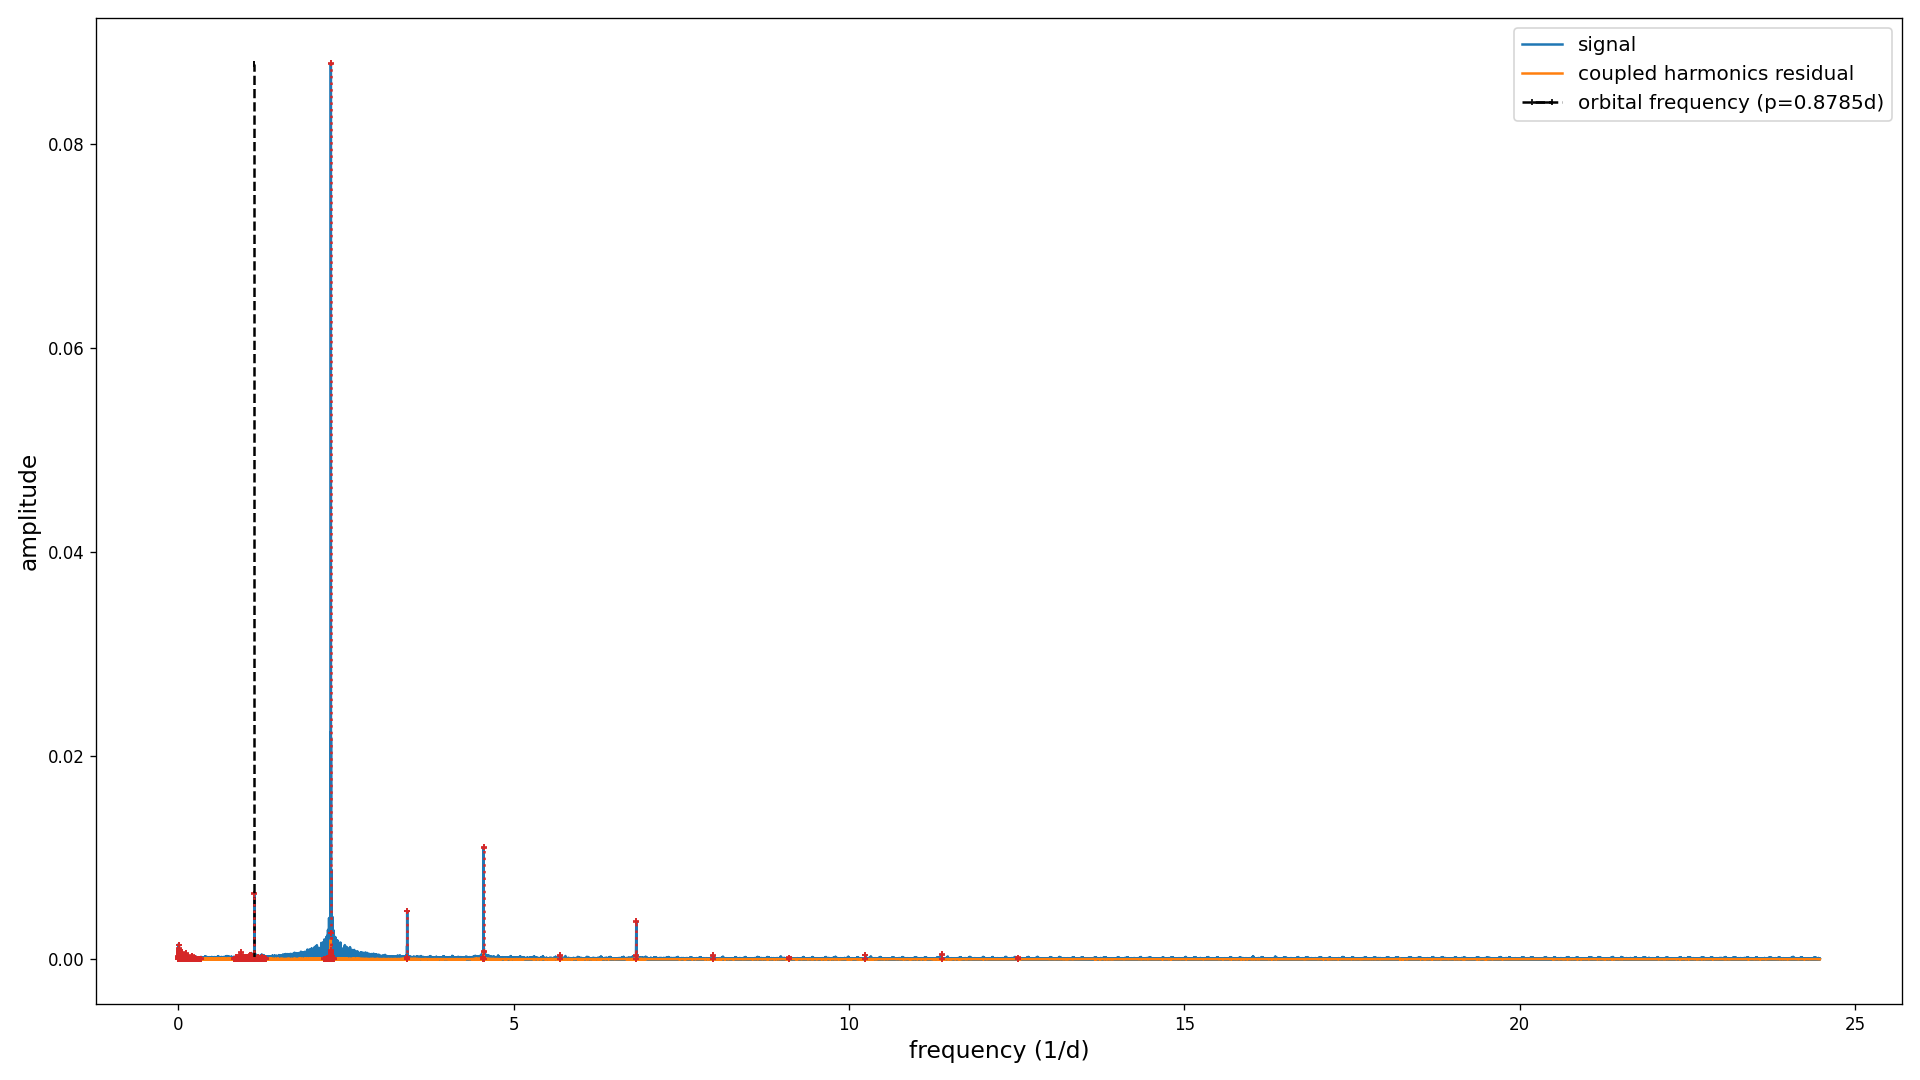 signal
coupled harmonics residual
orbital frequency (p=0.8785d)
amplitude
0.08
0.06
0.04
0.02
0.00
0 5 10 15 20 25
frequency (1/d)